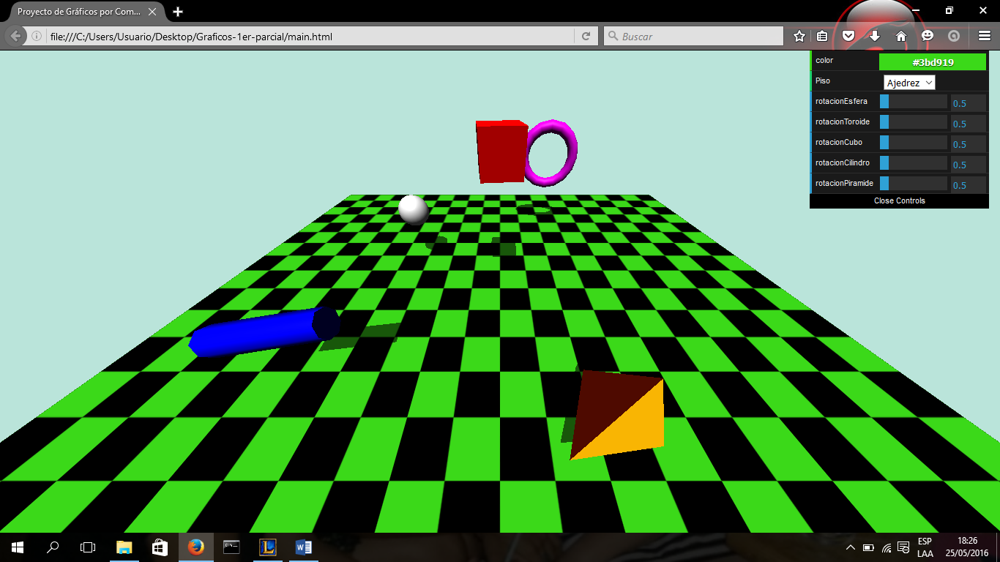 Proyecto de Gráficos por Com...
file:///C:/Users/Usuario/Desktop/Graficos-1er-parcial/main.html
Buscar
color #3bd919
Piso Ajedrez
rotacionEsfera 0.5
rotacionToroide 0.5
rotacionCubo 0.5
rotacionCilindro 0.5
rotacionPiramide 0.5
Close Controls
ESP 18:26
LAA 25/05/2016